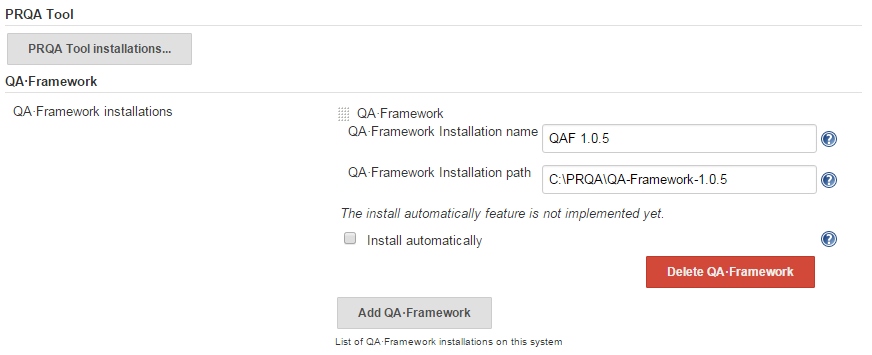 PRQA Tool
PRQA Tool installations...
QA·Framework
QA·Framework installations
QA·Framework
QA·Framework Installation name
QAF 1.0.5
QA·Framework Installation path
C:\PRQA\QA-Framework-1.0.5
The install automatically feature is not implemented yet.
Install automatically
Delete QA·Framework
Add QA·Framework
List of QA·Framework installations on this system